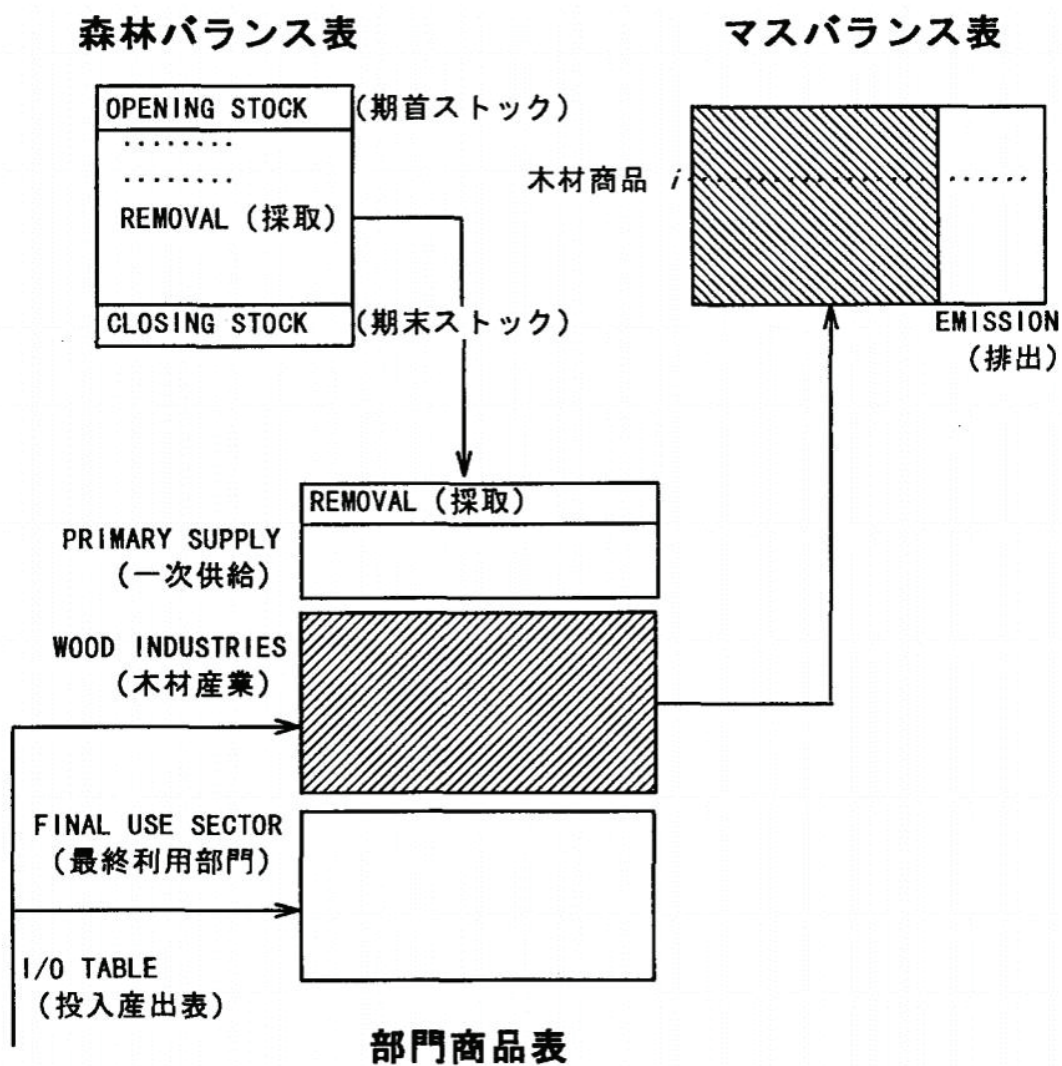 森林バランス表
マスバランス表
OPENING STOCK (期首ストック)
........
........
REMOVAL (採取)
CLOSING STOCK (期末ストック)
木材商品 i
EMISSION
(排出)
REMOVAL (採取)
PRIMARY SUPPLY
(一次供給)
WOOD INDUSTRIES
(木材産業)
FINAL USE SECTOR
(最終利用部門)
I/O TABLE
(投入産出表)
部門商品表